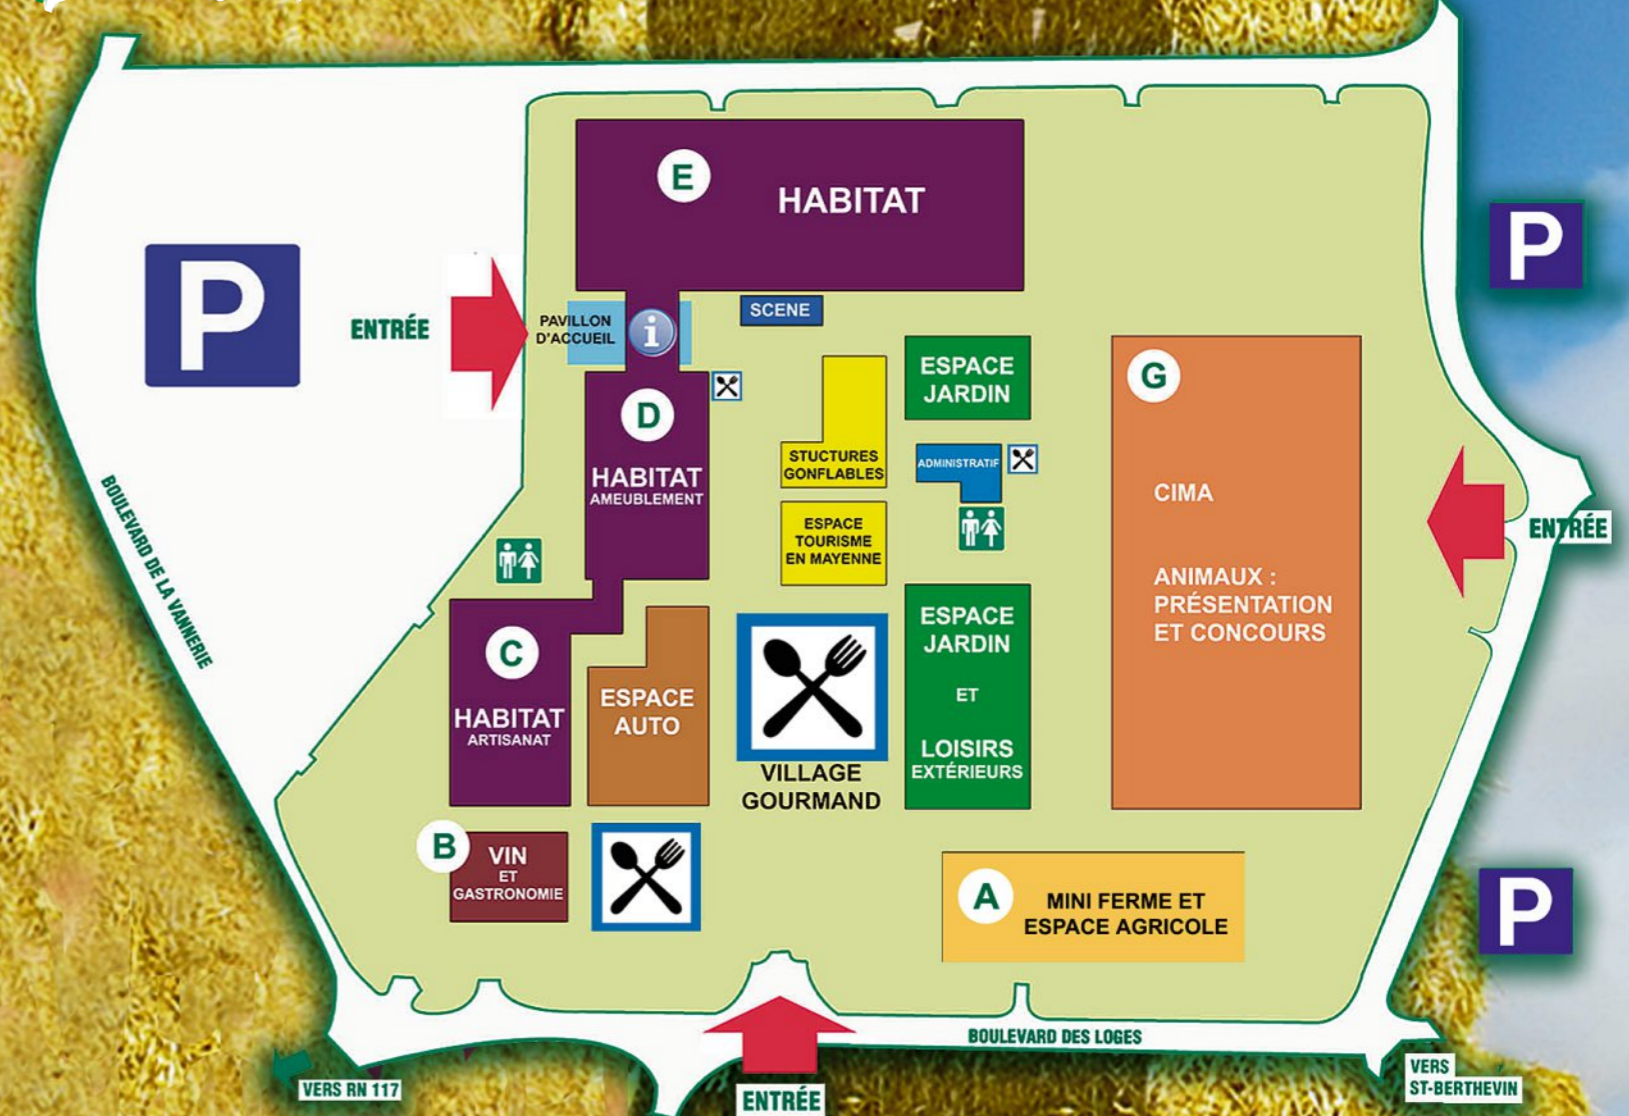 E
HABITAT
P
P
ENTRÉE
PAVILLON
D'ACCUEIL
i
SCENE
ESPACE
JARDIN
G
D
HABITAT
AMEUBLEMENT
STUCTURES
GONFLABLES
ADMINISTRATIF
CIMA
ANIMAUX :
PRÉSENTATION
ET CONCOURS
ENTRÉE
ESPACE
TOURISME
EN MAYENNE
BOULEVARD DE LA VANNERIE
C
HABITAT
ARTISANAT
ESPACE
AUTO
VILLAGE
GOURMAND
ESPACE
JARDIN
ET
LOISIRS
EXTÉRIEURS
B
VIN
ET
GASTRONOMIE
A
MINI FERME ET
ESPACE AGRICOLE
P
BOULEVARD DES LOGES
VERS RN 117
ENTRÉE
VERS
ST-BERTHEVIN